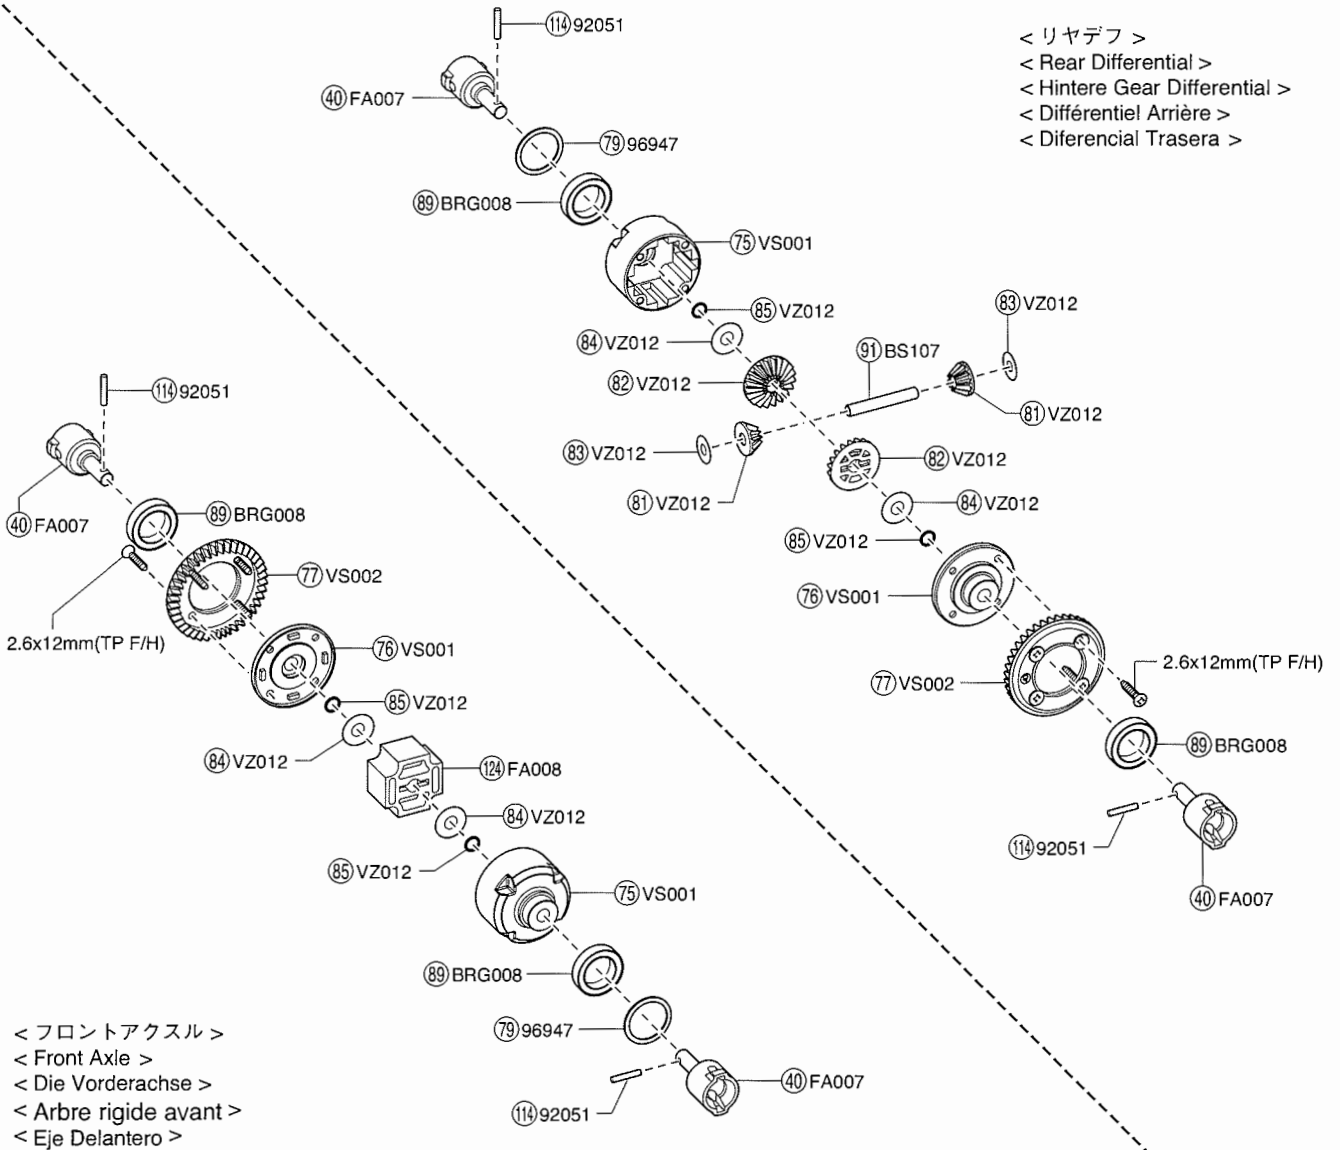 < リヤデフ >
< Rear Differential >
< Hintere Gear Differential >
< Différentiel Arrière >
< Diferencial Trasera >
114 92051
40 FA007
79 96947
89 BRG008
75 VS001
85 VZ012
84 VZ012
82 VZ012
83 VZ012
91 BS107
81 VZ012
83 VZ012
81 VZ012
82 VZ012
84 VZ012
85 VZ012
76 VS001
77 VS002
2.6x12mm(TP F/H)
89 BRG008
114 92051
40 FA007
114 92051
40 FA007
89 BRG008
77 VS002
2.6x12mm(TP F/H)
76 VS001
85 VZ012
84 VZ012
124 FA008
84 VZ012
85 VZ012
75 VS001
89 BRG008
79 96947
40 FA007
114 92051
< フロントアクスル >
< Front Axle >
< Die Vorderachse >
< Arbre rigide avant >
< Eje Delantero >